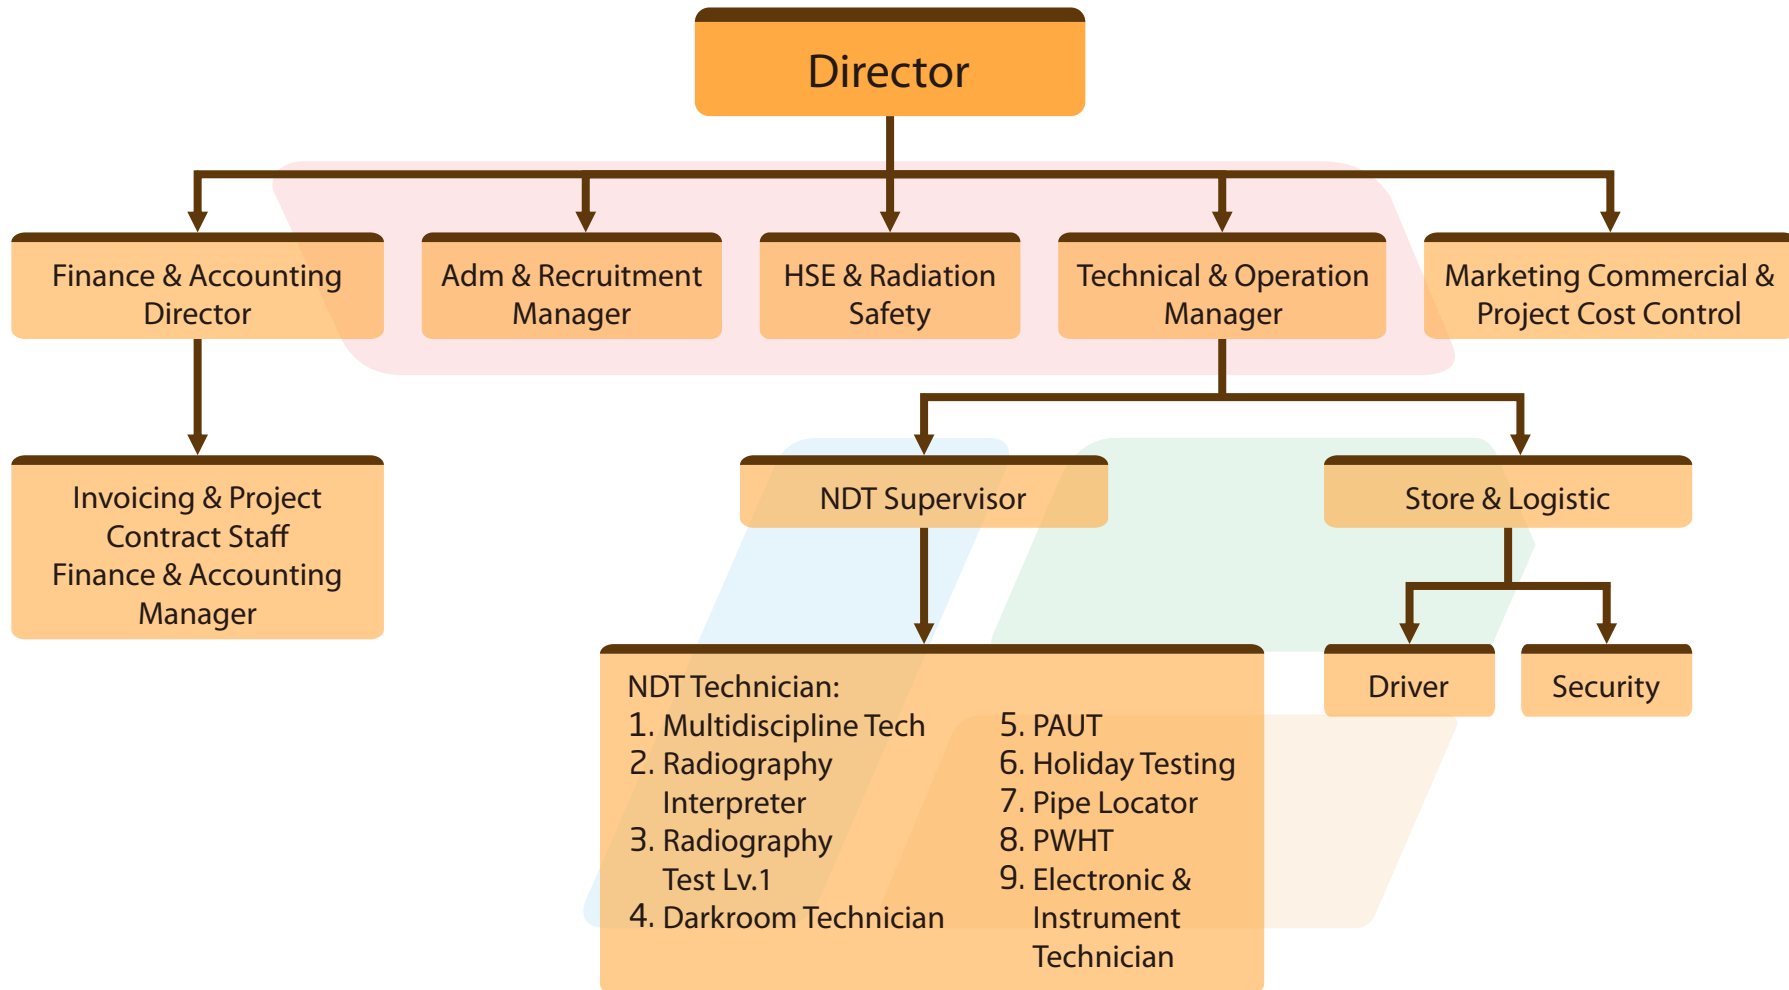 Director
Finance & Accounting
Director
Adm & Recruitment
Manager
HSE & Radiation
Safety
Technical & Operation
Manager
Marketing Commercial &
Project Cost Control
Invoicing & Project
Contract Staff
Finance & Accounting
Manager
NDT Supervisor
Store & Logistic
NDT Technician:
1. Multidiscipline Tech
2. Radiography
Interpreter
3. Radiography
Test Lv.1
4. Darkroom Technician
5. PAUT
6. Holiday Testing
7. Pipe Locator
8. PWHT
9. Electronic &
Instrument
Technician
Driver
Security